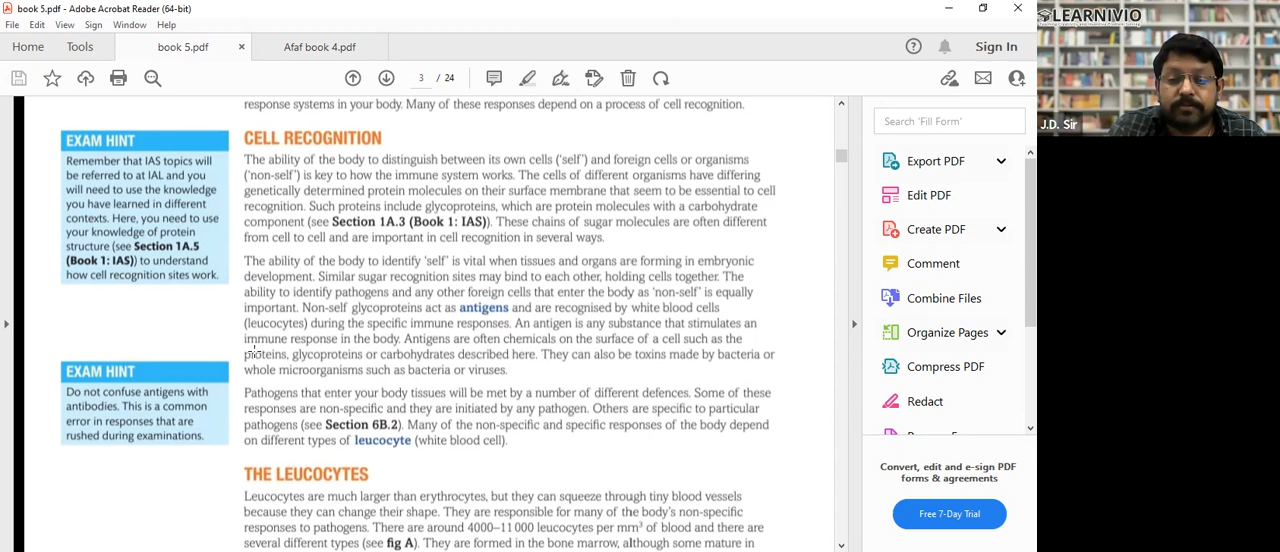 book 5.pdf - Adobe Acrobat Reader (64-bit)
File Edit View Sign Window Help
Home Tools book 5.pdf × Afaf book 4.pdf Sign In
3 / 24
response systems in your body. Many of these responses depend on a process of cell recognition.
EXAM HINT
Remember that IAS topics will
be referred to at IAL and you
will need to use the knowledge
you have learned in different
contexts. Here, you need to use
your knowledge of protein
structure (see Section 1A.5
(Book 1: IAS)) to understand
how cell recognition sites work.
CELL RECOGNITION
The ability of the body to distinguish between its own cells ('self') and foreign cells or organisms
('non-self') is key to how the immune system works. The cells of different organisms have differing
genetically determined protein molecules on their surface membrane that seem to be essential to cell
recognition. Such proteins include glycoproteins, which are protein molecules with a carbohydrate
component (see Section 1A.3 (Book 1: IAS)). These chains of sugar molecules are often different
from cell to cell and are important in cell recognition in several ways.
The ability of the body to identify 'self' is vital when tissues and organs are forming in embryonic
development. Similar sugar recognition sites may bind to each other, holding cells together. The
ability to identify pathogens and any other foreign cells that enter the body as 'non-self' is equally
important. Non-self glycoproteins act as antigens and are recognised by white blood cells
(leucocytes) during the specific immune responses. An antigen is any substance that stimulates an
immune response in the body. Antigens are often chemicals on the surface of a cell such as the
proteins, glycoproteins or carbohydrates described here. They can also be toxins made by bacteria or
whole microorganisms such as bacteria or viruses.
EXAM HINT
Do not confuse antigens with
antibodies. This is a common
error in responses that are
rushed during examinations.
Pathogens that enter your body tissues will be met by a number of different defences. Some of these
responses are non-specific and they are initiated by any pathogen. Others are specific to particular
pathogens (see Section 6B.2). Many of the non-specific and specific responses of the body depend
on different types of leucocyte (white blood cell).
THE LEUCOCYTES
Leucocytes are much larger than erythrocytes, but they can squeeze through tiny blood vessels
because they can change their shape. They are responsible for many of the body's non-specific
responses to pathogens. There are around 4000–11 000 leucocytes per mm³ of blood and there are
several different types (see fig A). They are formed in the bone marrow, although some mature in
Search 'Fill Form'
Export PDF
Edit PDF
Create PDF
Comment
Combine Files
Organize Pages
Compress PDF
Redact
Convert, edit and e-sign PDF
forms & agreements
Free 7-Day Trial
LEARNIVIO
J.D. Sir